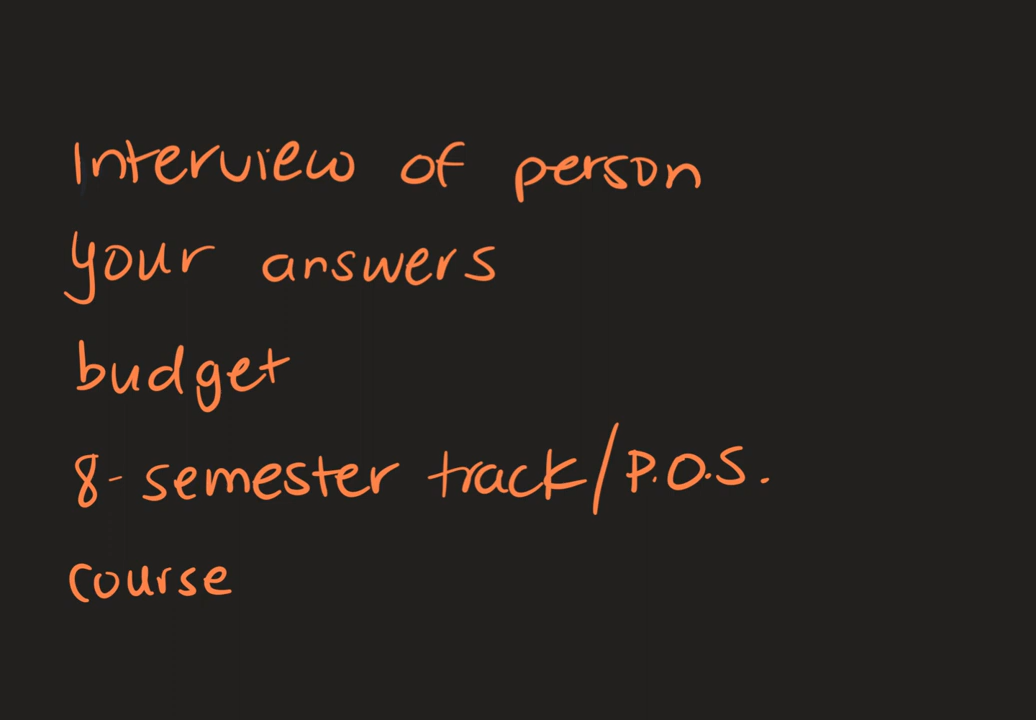 Interview of person
your answers
budget
8-semester track/P.O.S.
course